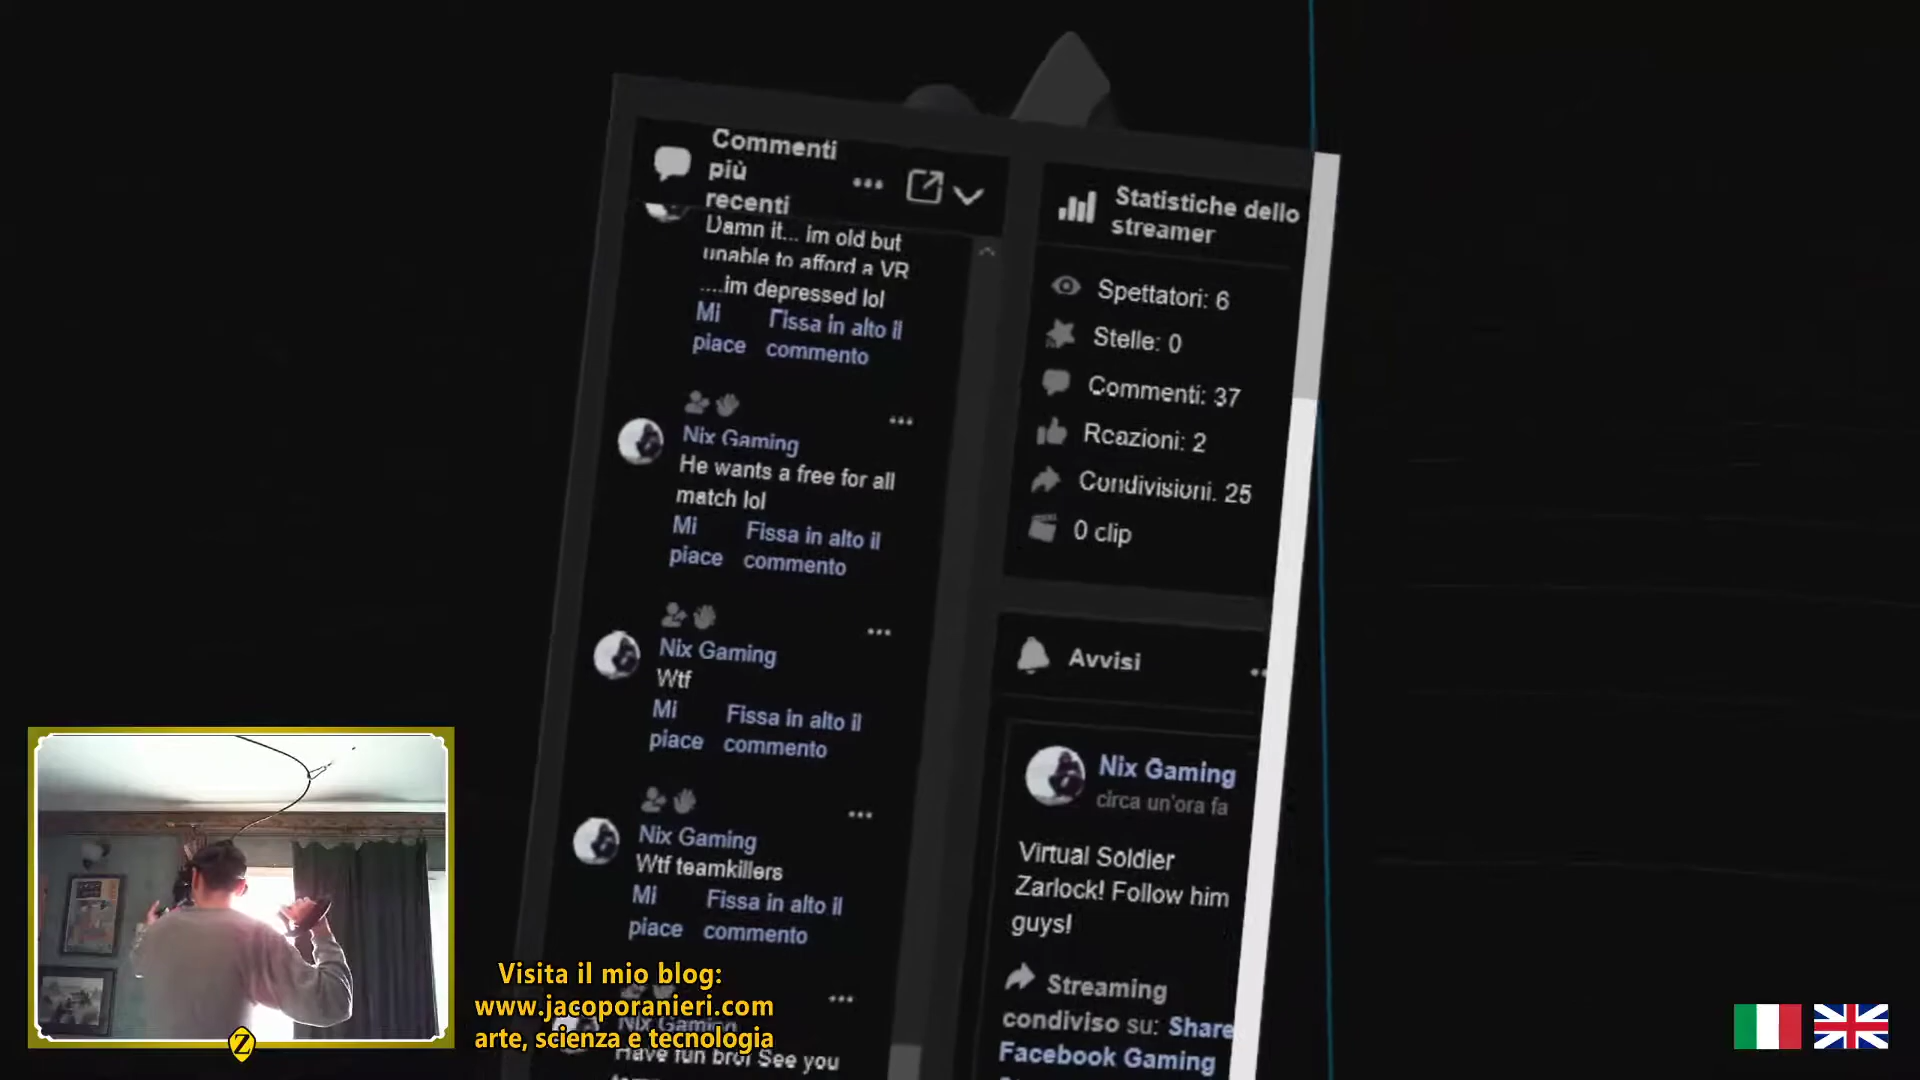 Commenti
più
recenti
Damn it... im old but
unable to afford a VR
....im depressed lol
Mi piace
Fissa in alto il commento
Nix Gaming
He wants a free for all
match lol
Mi piace
Fissa in alto il commento
Nix Gaming
Wtf
Mi piace
Fissa in alto il commento
Nix Gaming
Wtf teamkillers
Mi piace
Fissa in alto il commento
Nix Gaming
Have fun bro! See you
Statistiche dello
streamer
Spettatori: 6
Stelle: 0
Commenti: 37
Reazioni: 2
Condivisioni: 25
0 clip
Avvisi
Nix Gaming
circa un'ora fa
Virtual Soldier
Zarlock! Follow him
guys!
Streaming
condiviso su: Share
Facebook Gaming
Visita il mio blog:
www.jacoporanieri.com
arte, scienza e tecnologia
Z